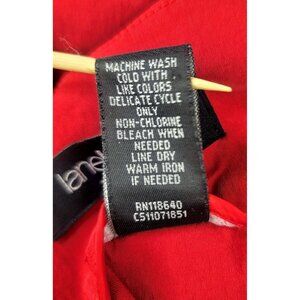 MACHINE WASH
COLD WITH
LIKE COLORS
DELICATE CYCLE
ONLY
NON-CHLORINE
BLEACH WHEN
NEEDED
LINE DRY
WARM IRON
IF NEEDED
RN118640
CS11071851